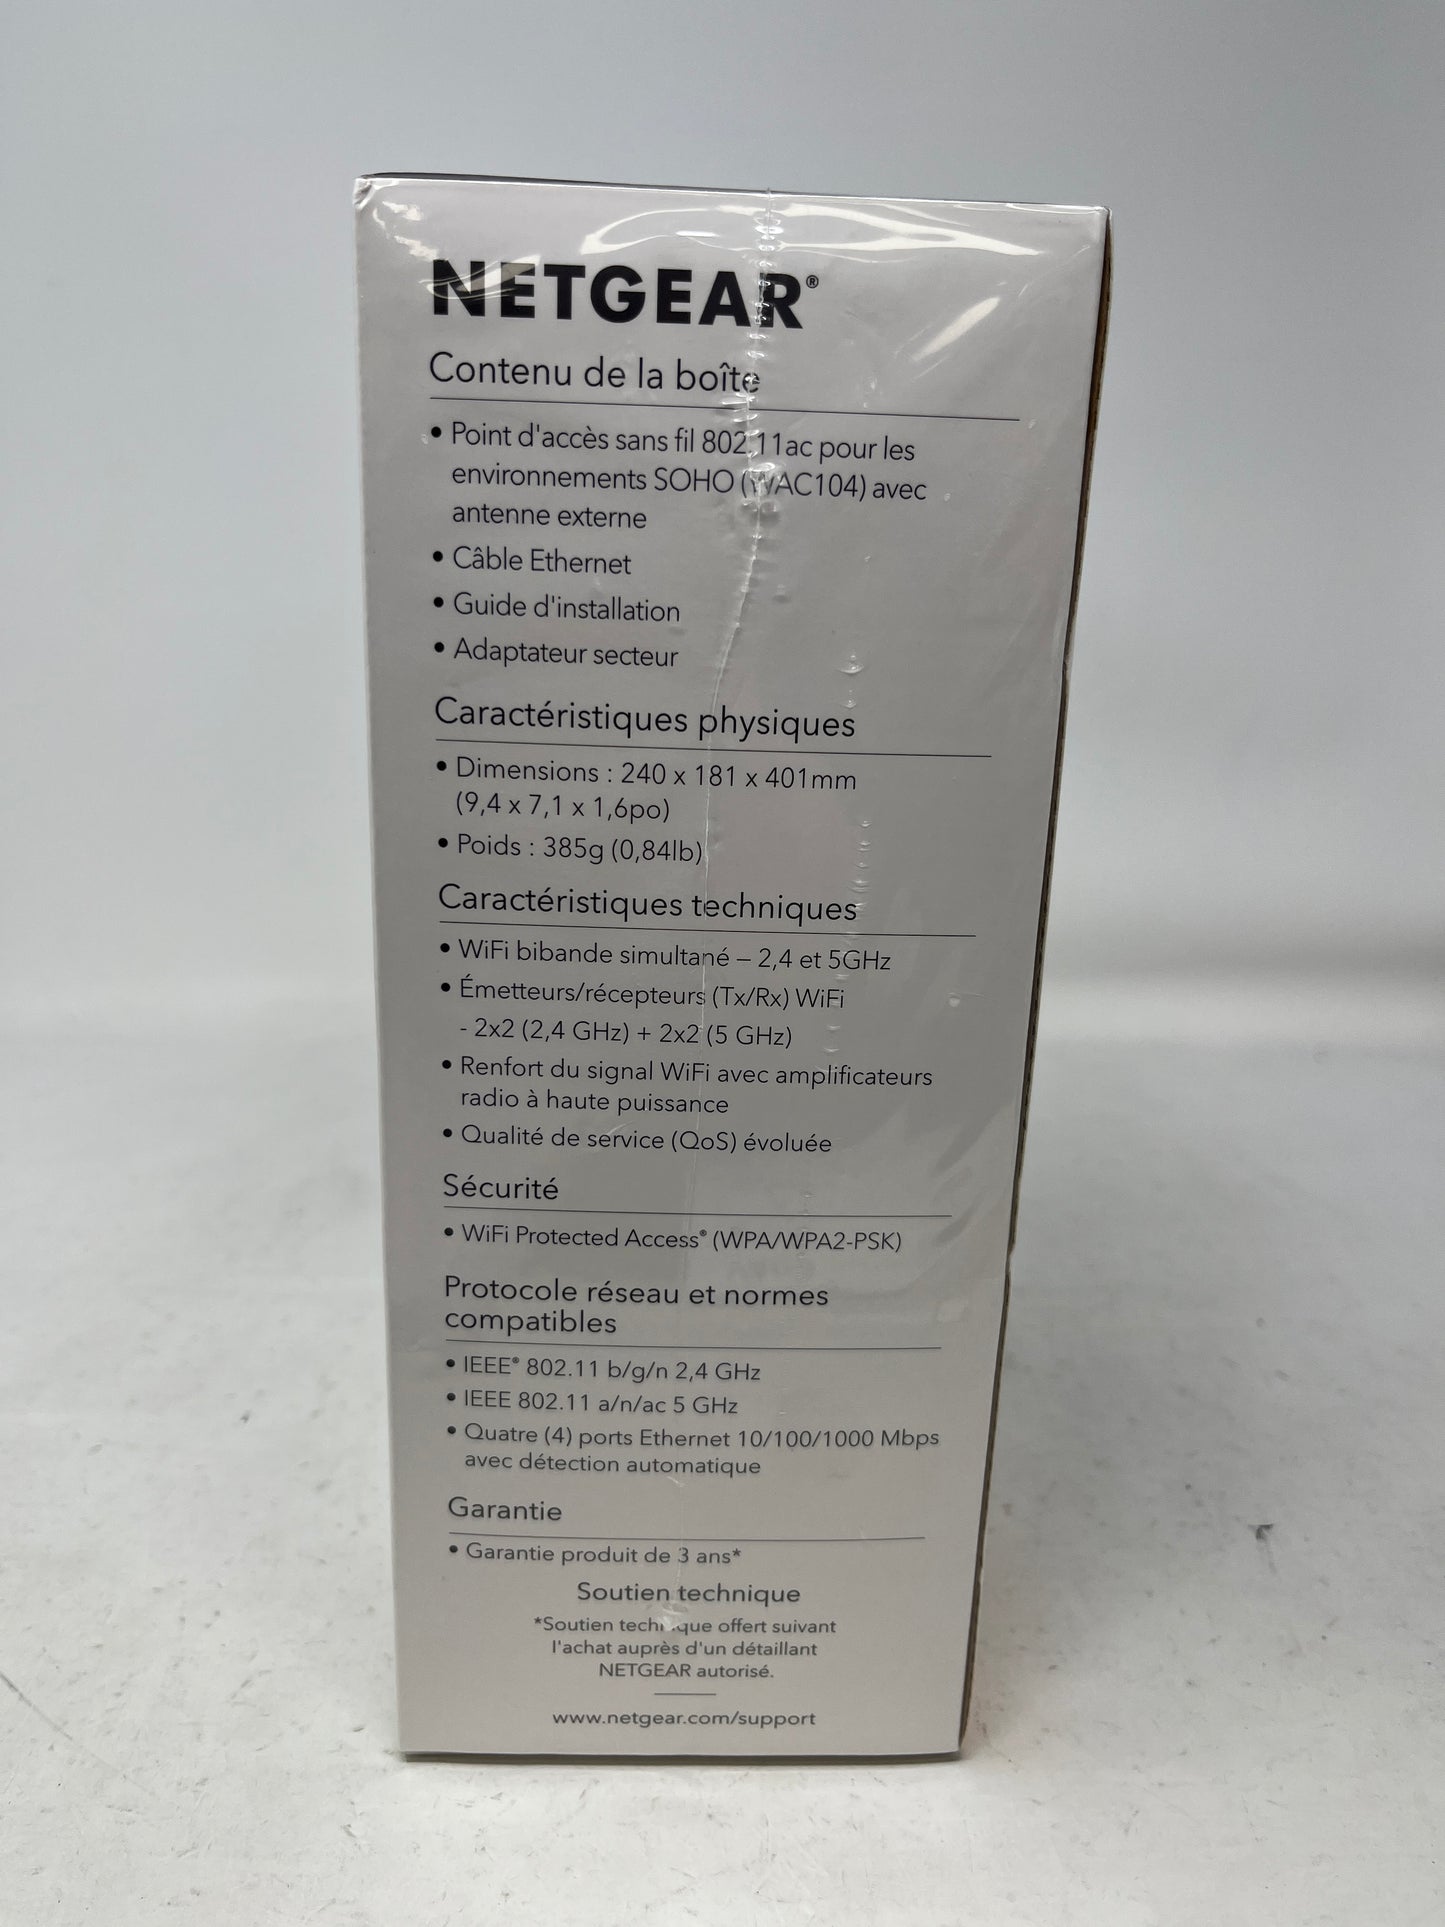 NETGEAR®
Contenu de la boîte
• Point d'accès sans fil 802.11ac pour les
environnements SOHO (WAC104) avec
antenne externe
• Câble Ethernet
• Guide d'installation
• Adaptateur secteur
Caractéristiques physiques
• Dimensions : 240 x 181 x 401mm
(9,4 x 7,1 x 1,6po)
• Poids : 385g (0,84lb)
Caractéristiques techniques
• WiFi bibande simultané – 2,4 et 5GHz
• Émetteurs/récepteurs (Tx/Rx) WiFi
- 2x2 (2,4 GHz) + 2x2 (5 GHz)
• Renfort du signal WiFi avec amplificateurs
radio à haute puissance
• Qualité de service (QoS) évoluée
Sécurité
• WiFi Protected Access® (WPA/WPA2-PSK)
Protocole réseau et normes
compatibles
• IEEE® 802.11 b/g/n 2,4 GHz
• IEEE 802.11 a/n/ac 5 GHz
• Quatre (4) ports Ethernet 10/100/1000 Mbps
avec détection automatique
Garantie
• Garantie produit de 3 ans*
Soutien technique
*Soutien technique offert suivant
l'achat auprès d'un détaillant
NETGEAR autorisé.
www.netgear.com/support